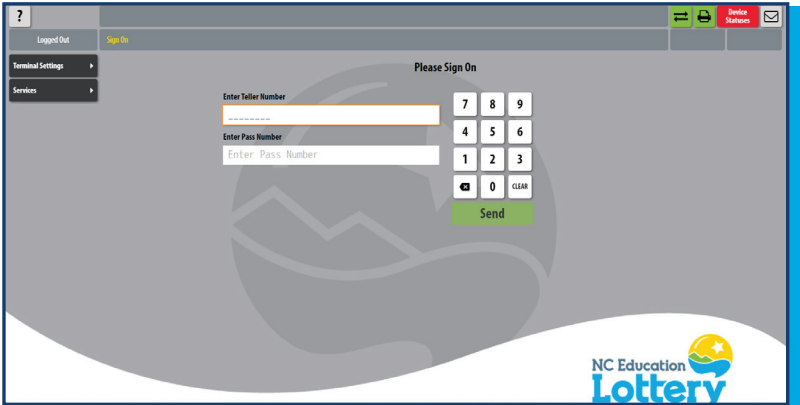 ?
Device
Statuses
Logged Out
Sign On
Terminal Settings
Services
Please Sign On
Enter Teller Number
--------
Enter Pass Number
Enter Pass Number
7 8 9
4 5 6
1 2 3
0 CLEAR
Send
NC Education
Lottery